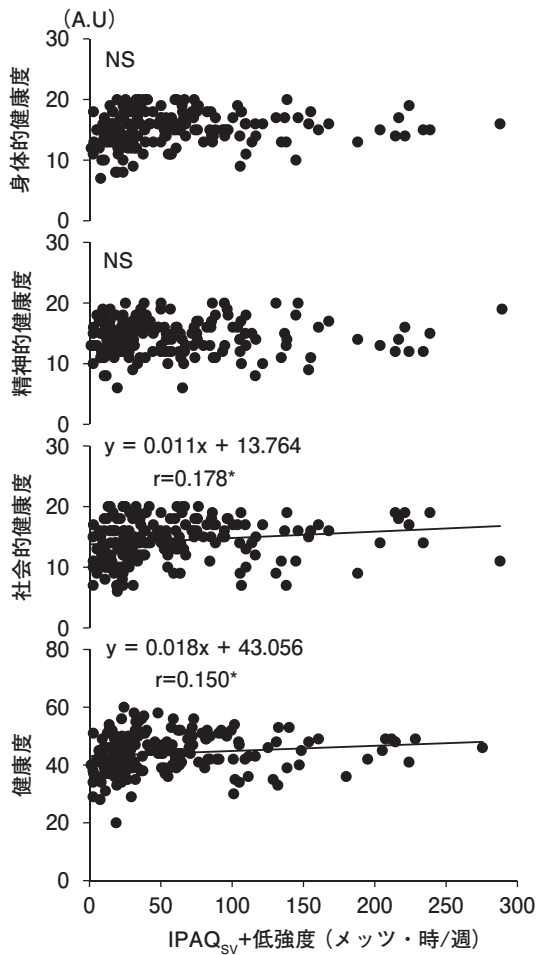 (A.U)
30
NS
20
10
0
身体的健康度
30
NS
20
10
0
精神的健康度
30
y = 0.011x + 13.764
r=0.178*
20
10
0
社会的健康度
80
y = 0.018x + 43.056
r=0.150*
60
40
20
0
健康度
0 50 100 150 200 250 300
IPAQSV+低強度（メッツ・時/週）